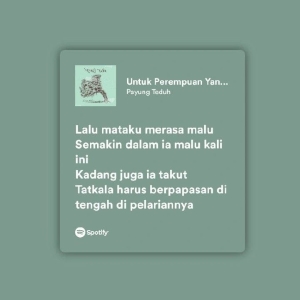 Untuk Perempuan Yan...
Payung Teduh
Lalu mataku merasa malu
Semakin dalam ia malu kali
ini
Kadang juga ia takut
Tatkala harus berpapasan di
tengah di pelariannya
Spotify